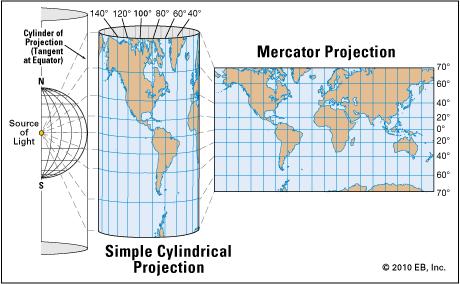 140° 120° 100° 80° 60° 40°
Cylinder of
Projection
(Tangent
at Equator)
N
Source
of
Light
S
Simple Cylindrical
Projection
Mercator Projection
70°
60°
40°
20°
0°
20°
40°
60°
70°
© 2010 EB, Inc.